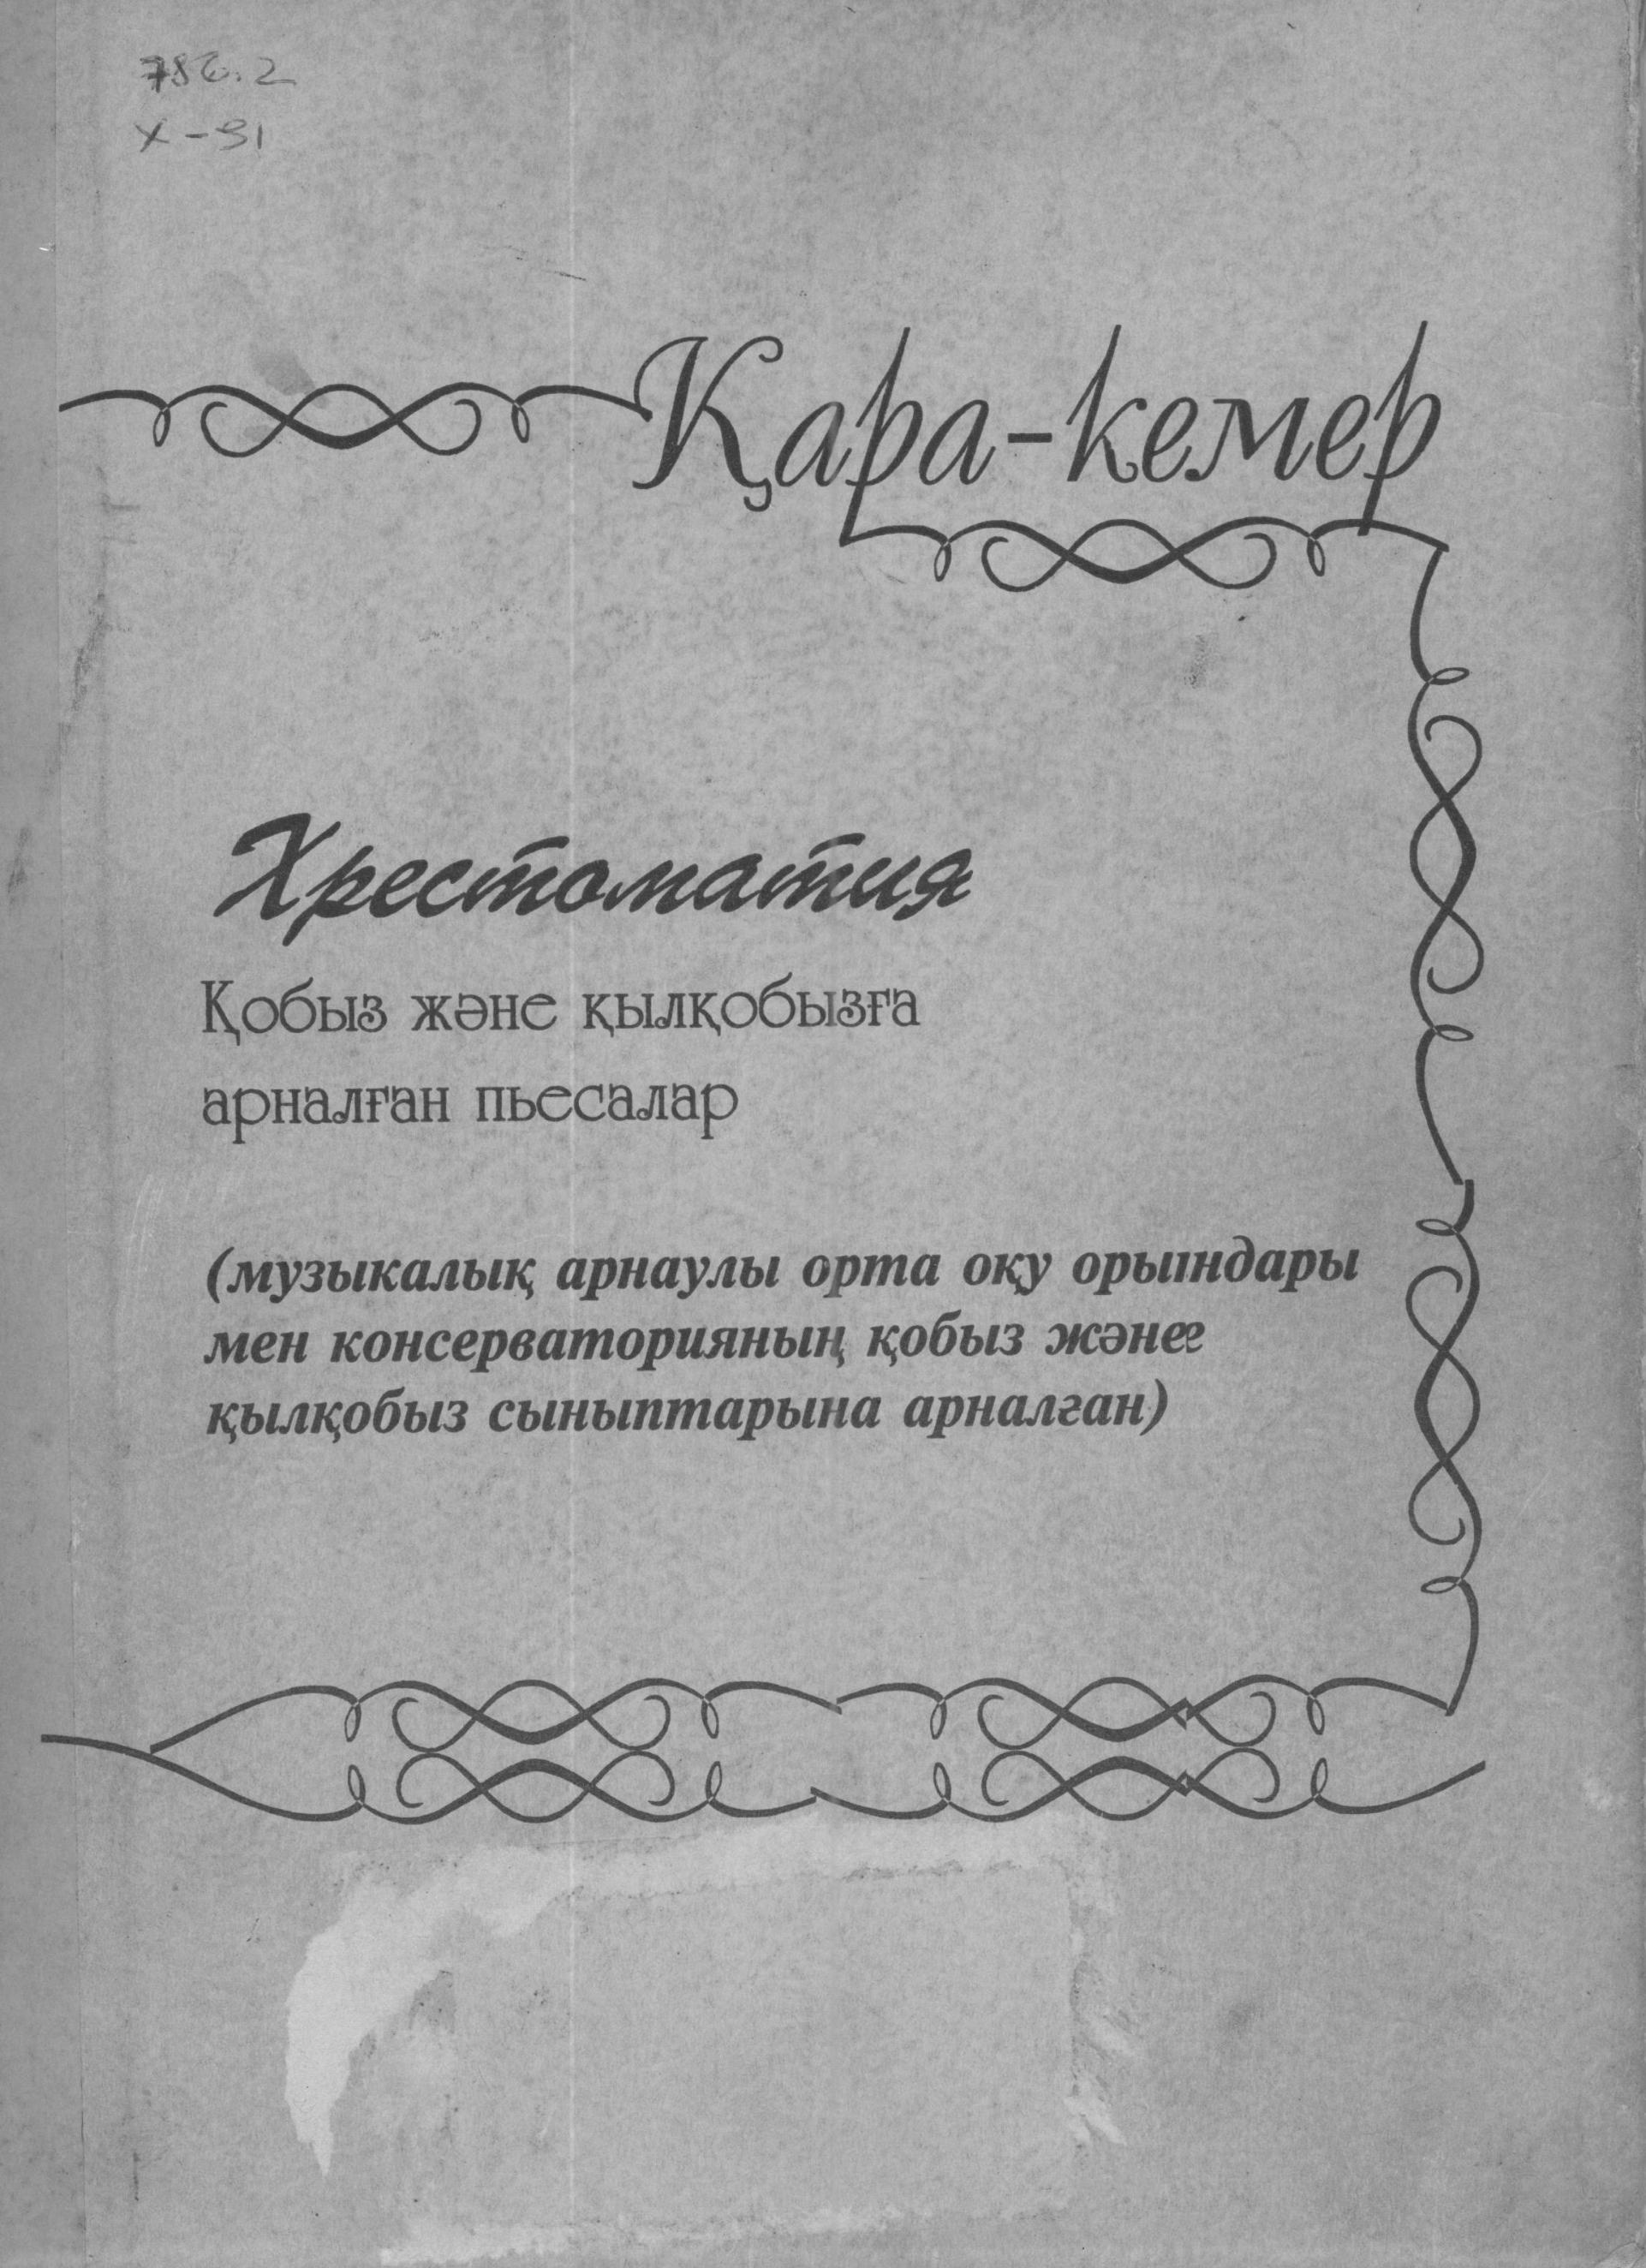 786.2
Х-91
Қара-кемер
Хрестоматия
Қобыз және қылқобызға
арналған пьесалар
(музыкалық арнаулы орта оқу орындары
мен консерваторияның қобыз және
қылқобыз сыныптарына арналған)